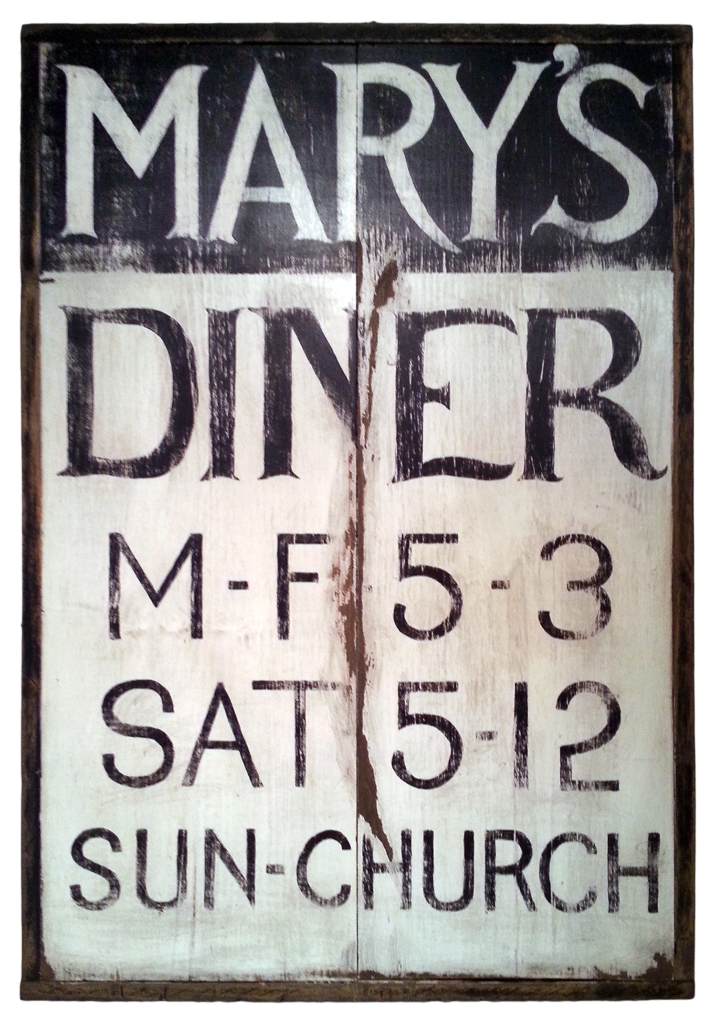 MARY'S
DINER
M-F 5-3
SAT 5-12
SUN-CHURCH